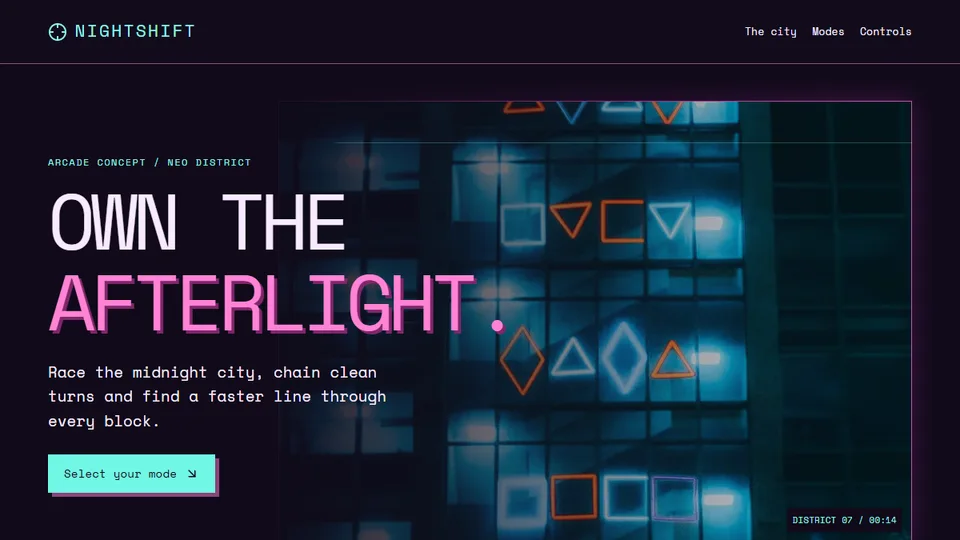 NIGHTSHIFT
The city Modes Controls
ARCADE CONCEPT / NEO DISTRICT
OWN THE
AFTERLIGHT.
Race the midnight city, chain clean
turns and find a faster line through
every block.
Select your mode
DISTRICT 07 / 00:14